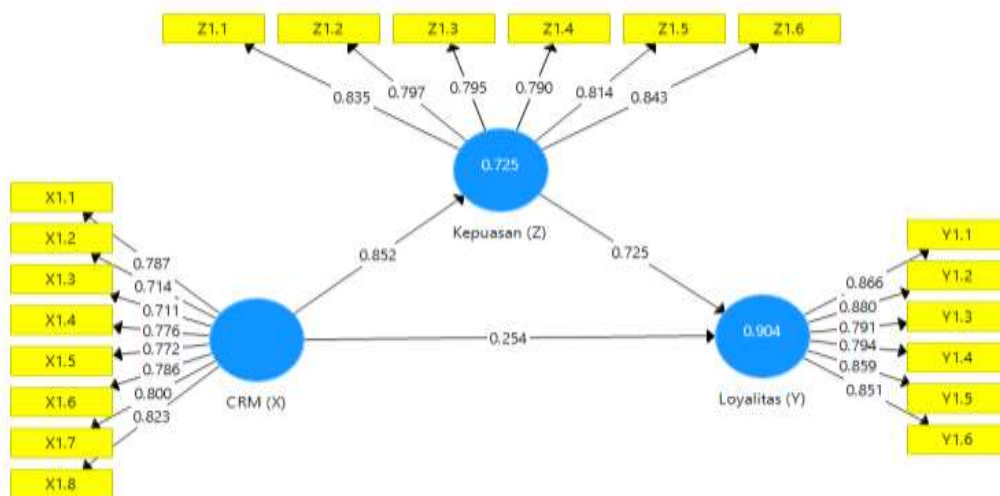 Z1.1 Z1.2 Z1.3 Z1.4 Z1.5 Z1.6
0.835 0.797 0.795 0.790 0.814 0.843
0.725
Kepuasan (Z)
X1.1
X1.2
X1.3
X1.4
X1.5
X1.6
X1.7
X1.8
0.787
0.714
0.711
0.776
0.772
0.786
0.800
0.823
CRM (X)
0.852
0.725
0.254
0.904
Loyalitas (Y)
0.866
0.880
0.791
0.794
0.859
0.851
Y1.1
Y1.2
Y1.3
Y1.4
Y1.5
Y1.6